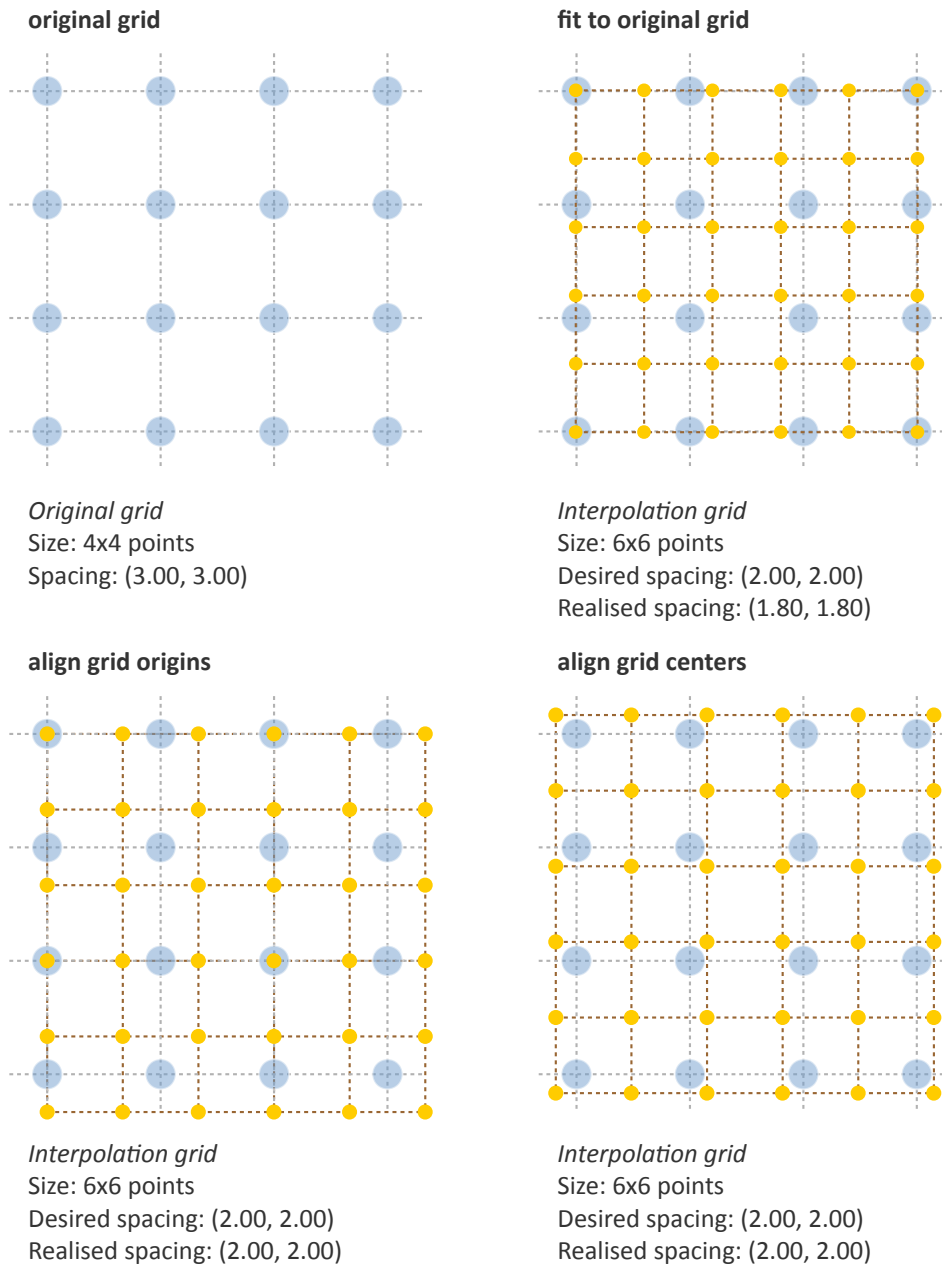 original grid
fit to original grid
Original grid
Size: 4x4 points
Spacing: (3.00, 3.00)
Interpolation grid
Size: 6x6 points
Desired spacing: (2.00, 2.00)
Realised spacing: (1.80, 1.80)
align grid origins
align grid centers
Interpolation grid
Size: 6x6 points
Desired spacing: (2.00, 2.00)
Realised spacing: (2.00, 2.00)
Interpolation grid
Size: 6x6 points
Desired spacing: (2.00, 2.00)
Realised spacing: (2.00, 2.00)